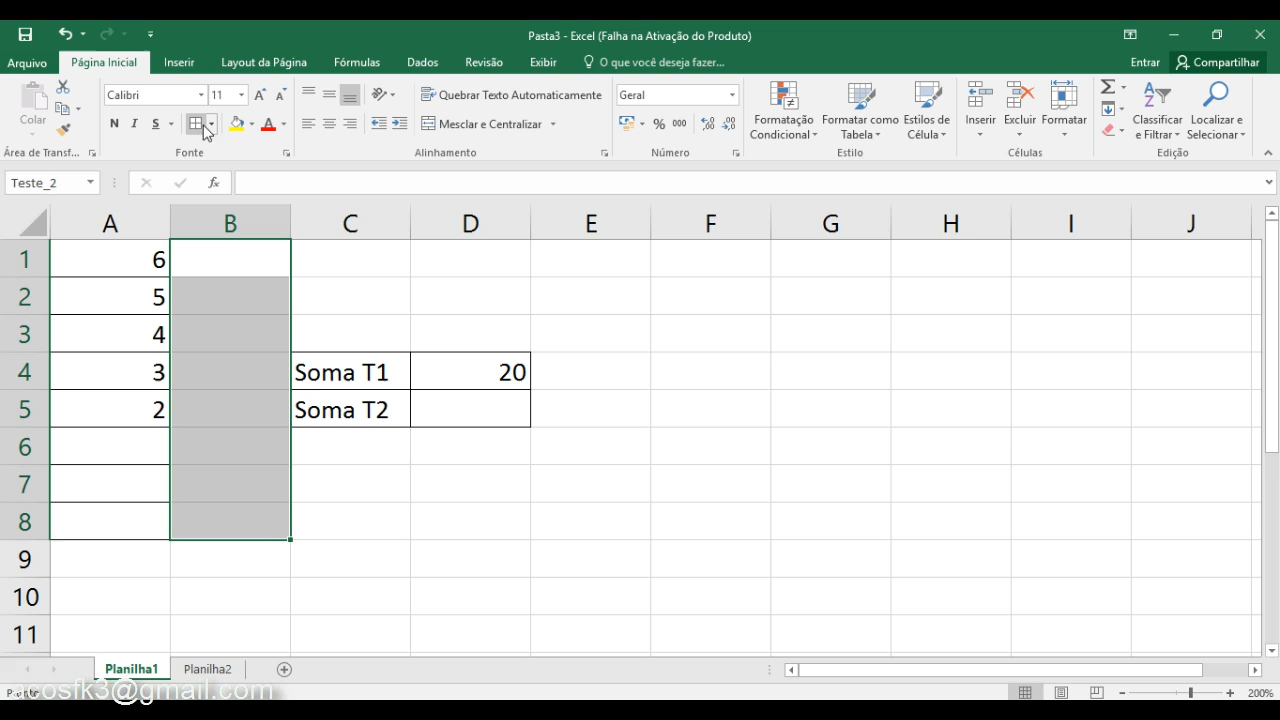 Pasta3 - Excel (Falha na Ativação do Produto)
Arquivo Página Inicial Inserir Layout da Página Fórmulas Dados Revisão Exibir O que você deseja fazer... Entrar Compartilhar
Colar
Calibri 11
N I S
Quebrar Texto Automaticamente
Mesclar e Centralizar
Geral
% 000
Formatação Condicional
Formatar como Tabela
Estilos de Célula
Inserir Excluir Formatar
Classificar e Filtrar
Localizar e Selecionar
Área de Transf... Fonte Alinhamento Número Estilo Células Edição
Teste_2 fx
A B C D E F G H I J
1 6
2 5
3 4
4 3 Soma T1 20
5 2 Soma T2
6
7
8
9
10
11
Planilha1 Planilha2
200%